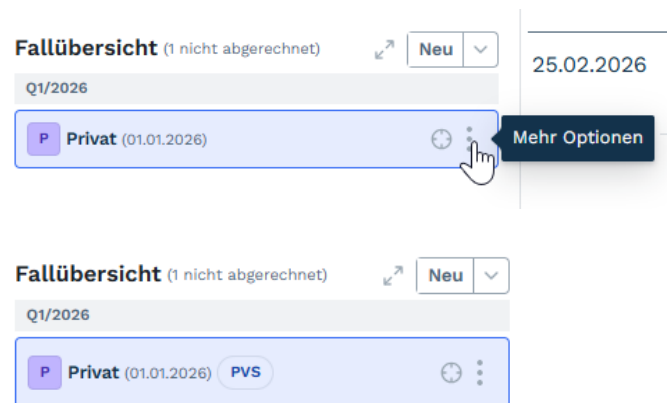 Fallübersicht (1 nicht abgerechnet) Neu
25.02.2026
Q1/2026
P Privat (01.01.2026)
Mehr Optionen
Fallübersicht (1 nicht abgerechnet) Neu
Q1/2026
P Privat (01.01.2026) PVS